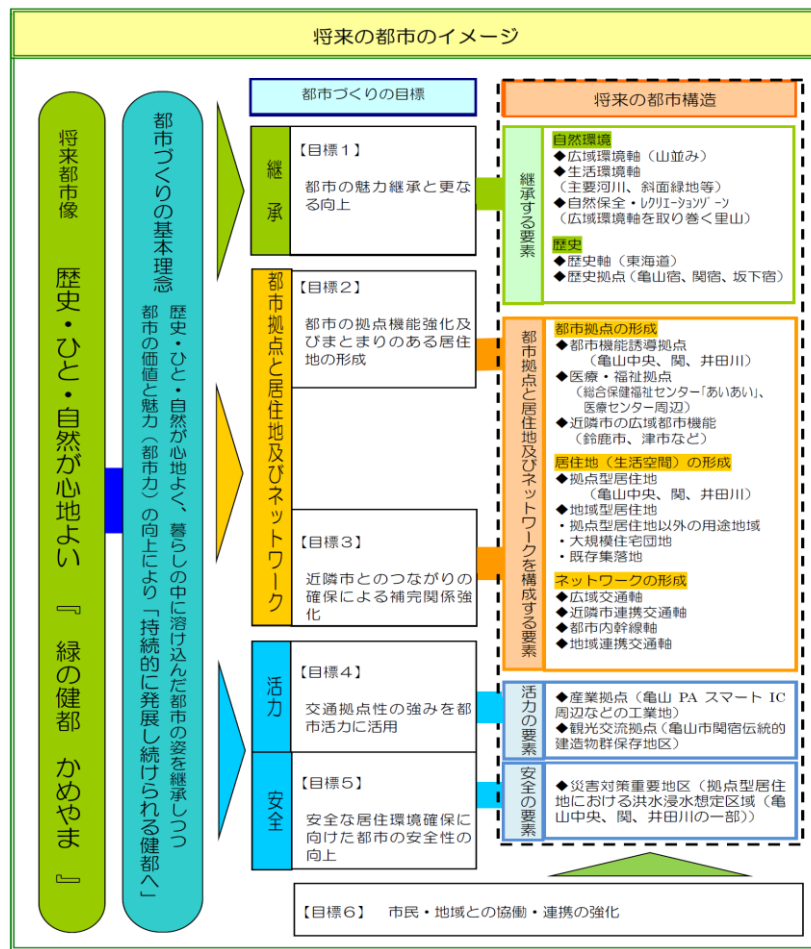 将来の都市のイメージ
将来都市像
歴史・ひと・自然が心地よい 『 緑の健都 かめやま 』
都市づくりの基本理念
歴史・ひと・自然が心地よく、暮らしの中に溶け込んだ都市の姿を継承しつつ
都市の価値と魅力（都市力）の向上により「持続的に発展し続けられる健都へ」
都市づくりの目標
継承
【目標１】
都市の魅力継承と更な
る向上
都市拠点と居住地及びネットワーク
【目標２】
都市の拠点機能強化及
びまとまりのある居住
地の形成
【目標３】
近隣市とのつながりの
確保による補完関係強
化
活力
【目標４】
交通拠点性の強みを都
市活力に活用
安全
【目標５】
安全な居住環境確保に
向けた都市の安全性の
向上
将来の都市構造
継承する要素
自然環境
◆広域環境軸（山並み）
◆生活環境軸
（主要河川、斜面緑地等）
◆自然保全・ﾚｸﾘｴｰｼｮﾝｿﾞｰﾝ
（広域環境軸を取り巻く里山）
歴史
◆歴史軸（東海道）
◆歴史拠点（亀山宿、関宿、坂下宿）
都市拠点と居住地及びネットワークを構成する要素
都市拠点の形成
◆都市機能誘導拠点
（亀山中央、関、井田川）
◆医療・福祉拠点
（総合保健福祉センター「あいあい」、
医療センター周辺）
◆近隣市の広域都市機能
（鈴鹿市、津市など）
居住地（生活空間）の形成
◆拠点型居住地
（亀山中央、関、井田川）
◆地域型居住地
・拠点型居住地以外の用途地域
・大規模住宅団地
・既存集落地
ネットワークの形成
◆広域交通軸
◆近隣市連携交通軸
◆都市内幹線軸
◆地域連携交通軸
活力の要素
◆産業拠点（亀山 PA スマート IC
周辺などの工業地）
◆観光交流拠点（亀山市関宿伝統的
建造物群保存地区）
安全の要素
◆災害対策重要地区（拠点型居住
地における洪水浸水想定区域（亀
山中央、関、井田川の一部））
【目標６】 市民・地域との協働・連携の強化